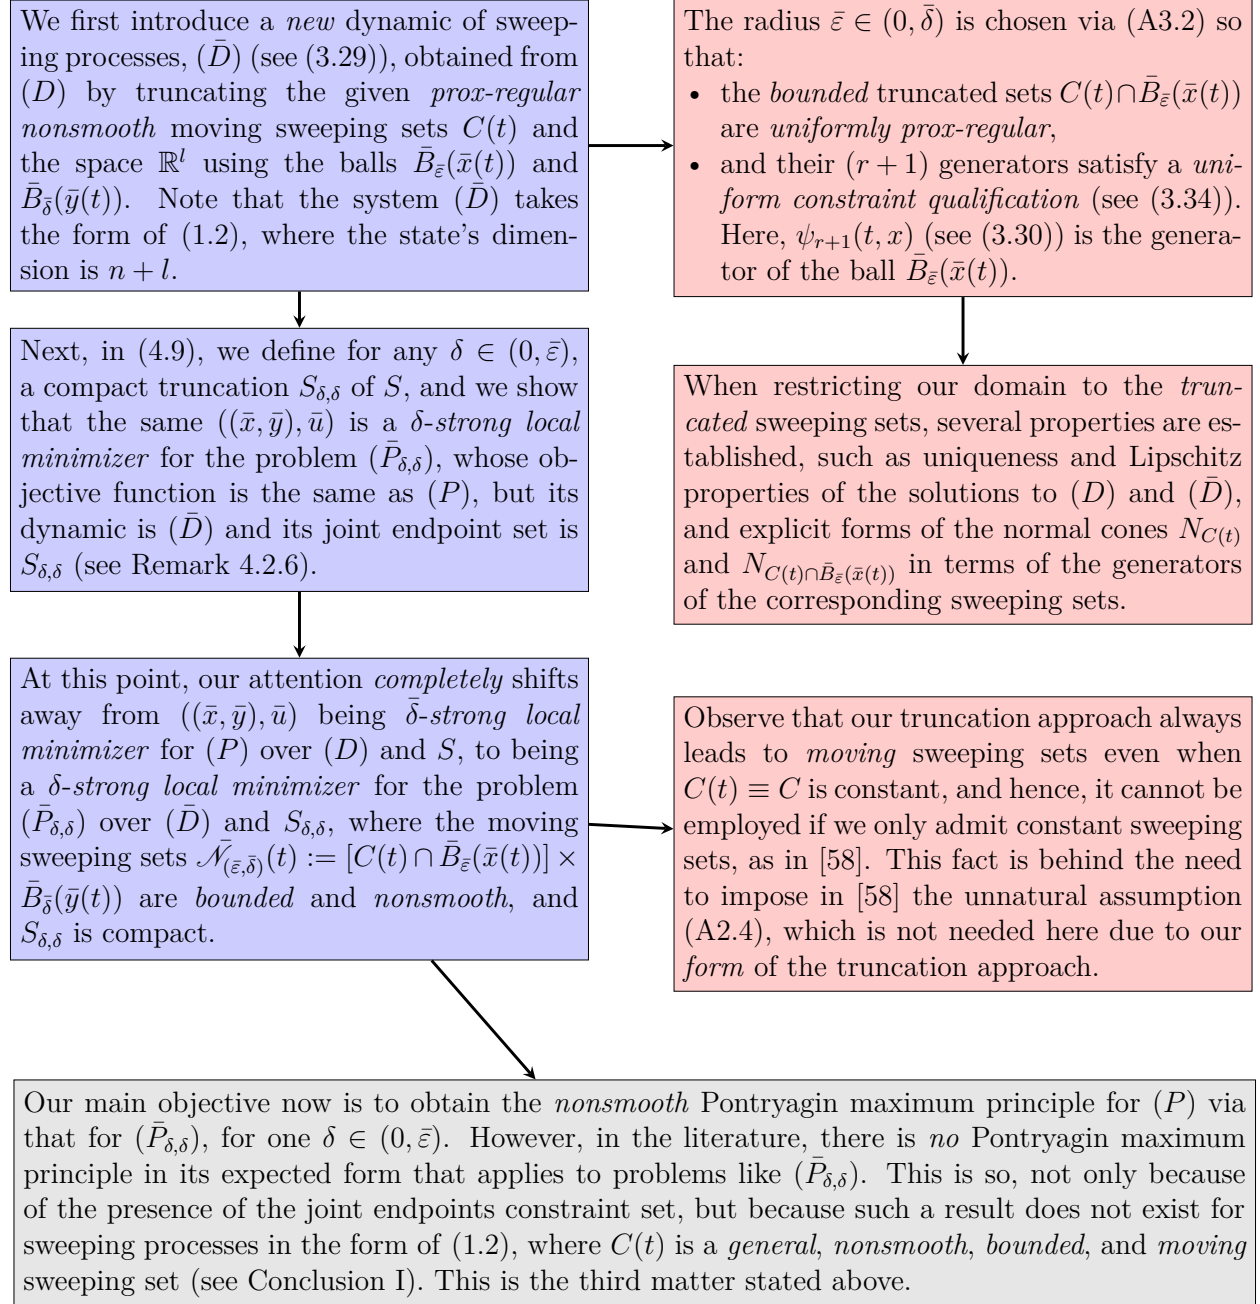 We first introduce a new dynamic of sweep-
ing processes, (D̄) (see (3.29)), obtained from
(D) by truncating the given prox-regular
nonsmooth moving sweeping sets C(t) and
the space ℝˡ using the balls B̄_ε̄(x̄(t)) and
B̄_δ̄(ȳ(t)). Note that the system (D̄) takes
the form of (1.2), where the state's dimen-
sion is n + l.
The radius ε̄ ∈ (0, δ̄) is chosen via (A3.2) so
that:
• the bounded truncated sets C(t)∩B̄_ε̄(x̄(t))
are uniformly prox-regular,
• and their (r + 1) generators satisfy a uni-
form constraint qualification (see (3.34)).
Here, ψ_{r+1}(t, x) (see (3.30)) is the genera-
tor of the ball B̄_ε̄(x̄(t)).
Next, in (4.9), we define for any δ ∈ (0, ε̄),
a compact truncation S_{δ,δ} of S, and we show
that the same ((x̄, ȳ), ū) is a δ-strong local
minimizer for the problem (P̄_{δ,δ}), whose ob-
jective function is the same as (P), but its
dynamic is (D̄) and its joint endpoint set is
S_{δ,δ} (see Remark 4.2.6).
When restricting our domain to the trun-
cated sweeping sets, several properties are es-
tablished, such as uniqueness and Lipschitz
properties of the solutions to (D) and (D̄),
and explicit forms of the normal cones N_{C(t)}
and N_{C(t)∩B̄_ε̄(x̄(t))} in terms of the generators
of the corresponding sweeping sets.
At this point, our attention completely shifts
away from ((x̄, ȳ), ū) being δ̄-strong local
minimizer for (P) over (D) and S, to being
a δ-strong local minimizer for the problem
(P̄_{δ,δ}) over (D̄) and S_{δ,δ}, where the moving
sweeping sets 𝒩̄_{(ε̄,δ̄)}(t) := [C(t) ∩ B̄_ε̄(x̄(t))] ×
B̄_δ̄(ȳ(t)) are bounded and nonsmooth, and
S_{δ,δ} is compact.
Observe that our truncation approach always
leads to moving sweeping sets even when
C(t) ≡ C is constant, and hence, it cannot be
employed if we only admit constant sweeping
sets, as in [58]. This fact is behind the need
to impose in [58] the unnatural assumption
(A2.4), which is not needed here due to our
form of the truncation approach.
Our main objective now is to obtain the nonsmooth Pontryagin maximum principle for (P) via
that for (P̄_{δ,δ}), for one δ ∈ (0, ε̄). However, in the literature, there is no Pontryagin maximum
principle in its expected form that applies to problems like (P̄_{δ,δ}). This is so, not only because
of the presence of the joint endpoints constraint set, but because such a result does not exist for
sweeping processes in the form of (1.2), where C(t) is a general, nonsmooth, bounded, and moving
sweeping set (see Conclusion I). This is the third matter stated above.